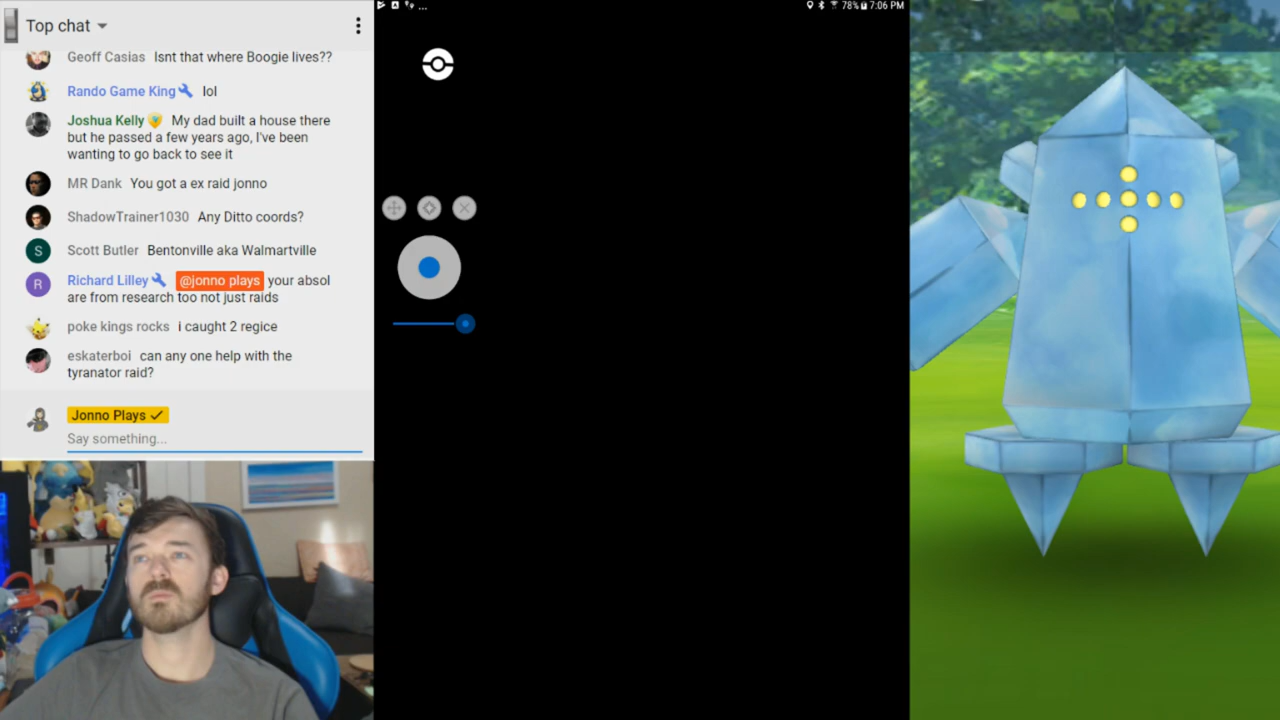 Top chat
... 78% 7:06 PM
Geoff Casias Isnt that where Boogie lives??
Rando Game King lol
Joshua Kelly My dad built a house there
but he passed a few years ago, I've been
wanting to go back to see it
MR Dank You got a ex raid jonno
ShadowTrainer1030 Any Ditto coords?
S Scott Butler Bentonville aka Walmartville
R Richard Lilley @jonno plays your absol
are from research too not just raids
poke kings rocks i caught 2 regice
eskaterboi can any one help with the
tyranator raid?
Jonno Plays
Say something...